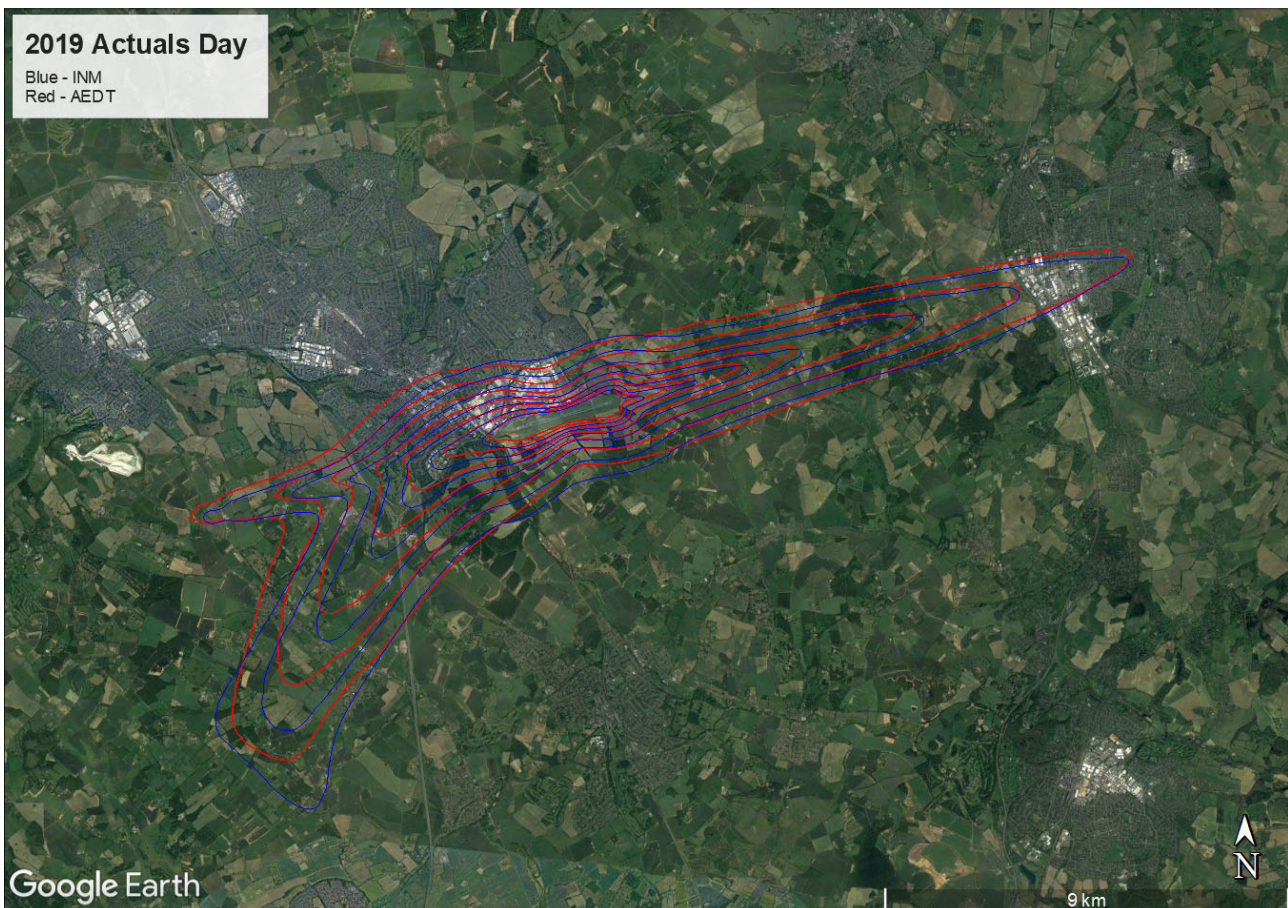 2019 Actuals Day
Blue - INM
Red - AEDT
N
Google Earth
9 km